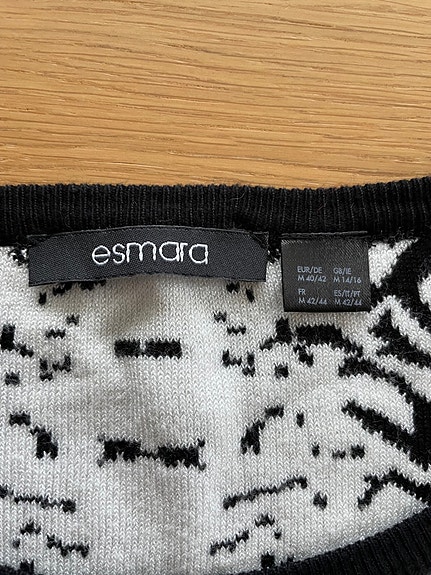 esmara
EUR/DE GB/IE
M 40/42 M 14/16
FR ES/IT/PT
M 42/44 M 42/44